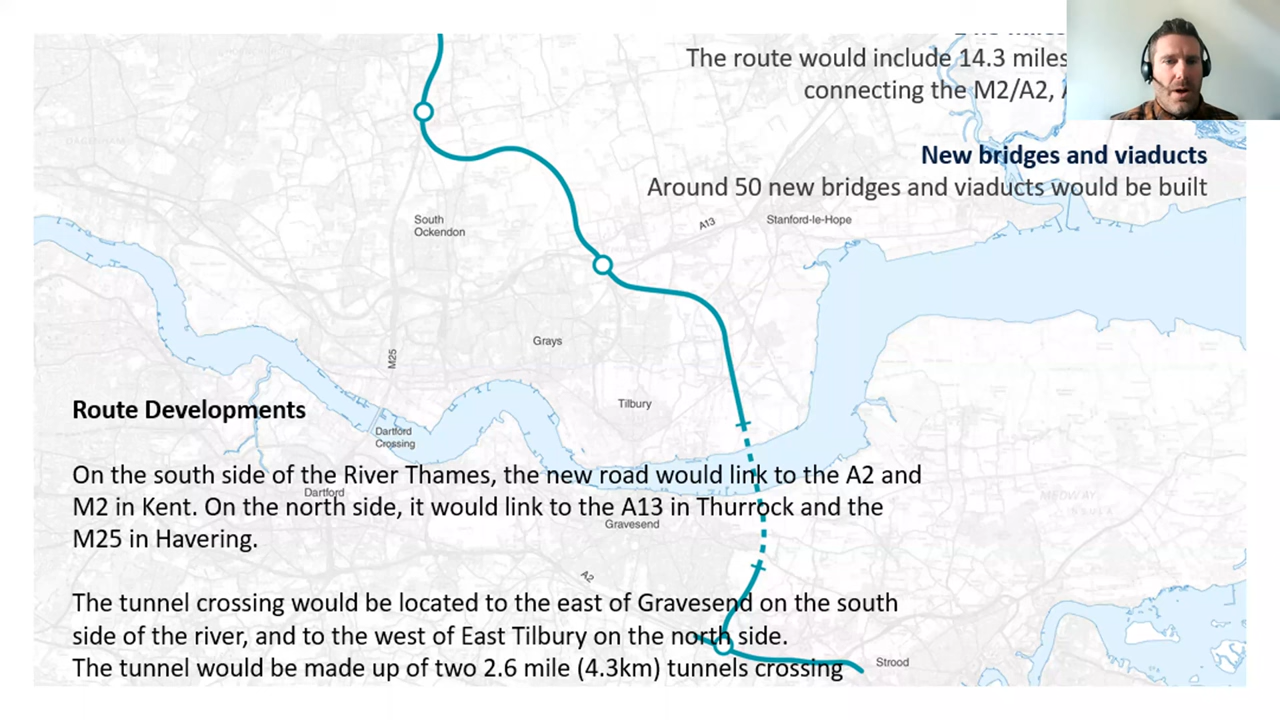 The route would include 14.3 miles
connecting the M2/A2,
New bridges and viaducts
Around 50 new bridges and viaducts would be built
South
Ockendon
A13
Stanford-le-Hope
Grays
M25
Tilbury
Route Developments
Dartford
Crossing
On the south side of the River Thames, the new road would link to the A2 and
Dartford
M2 in Kent. On the north side, it would link to the A13 in Thurrock and the
Gravesend
M25 in Havering.
A2
The tunnel crossing would be located to the east of Gravesend on the south
side of the river, and to the west of East Tilbury on the north side.
Strood
The tunnel would be made up of two 2.6 mile (4.3km) tunnels crossing